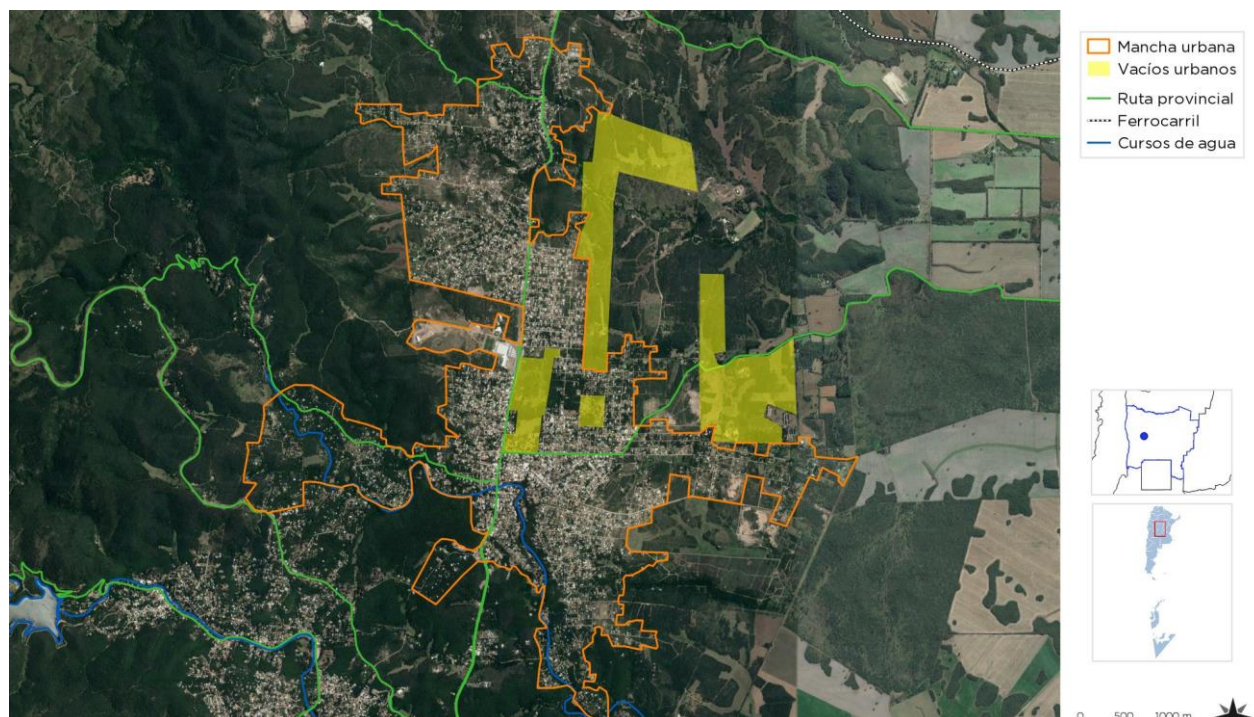 Mancha urbana
Vacíos urbanos
Ruta provincial
Ferrocarril
Cursos de agua
0 500 1000 m